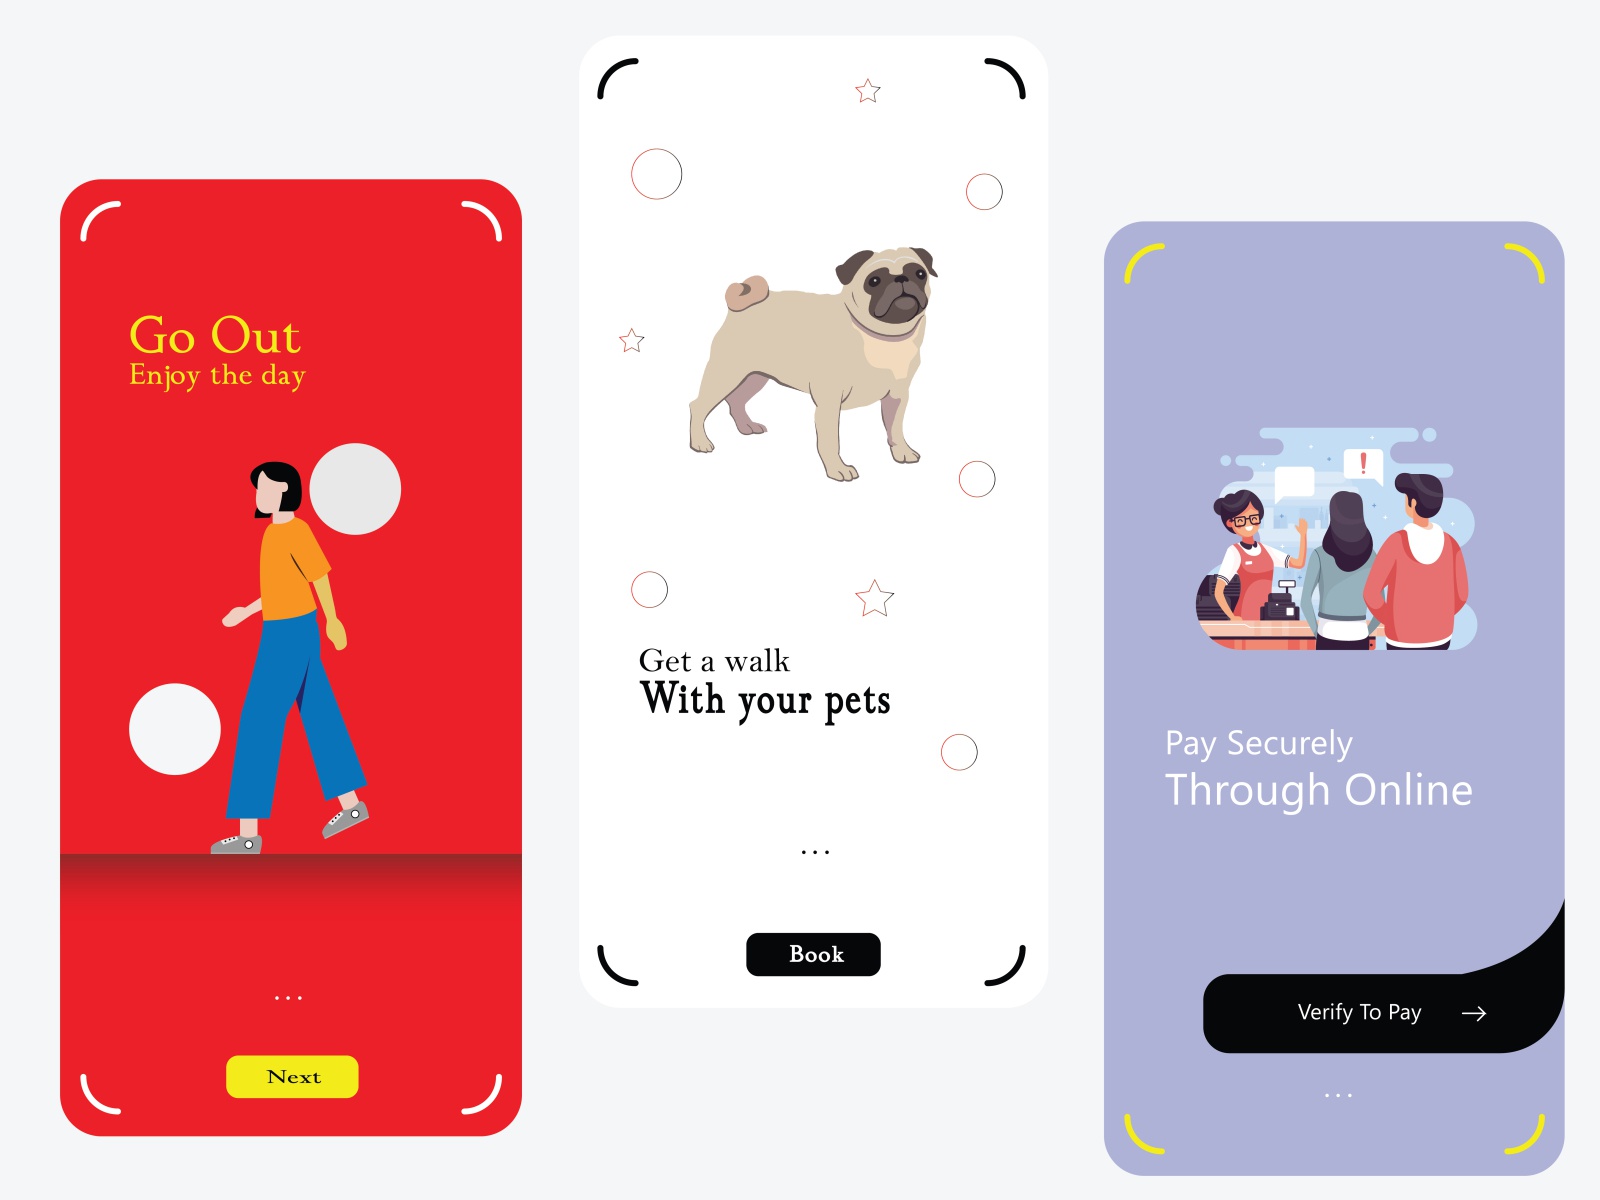 Go Out
Enjoy the day
...
Next
Get a walk
With your pets
...
Book
!
Pay Securely
Through Online
Verify To Pay →
...